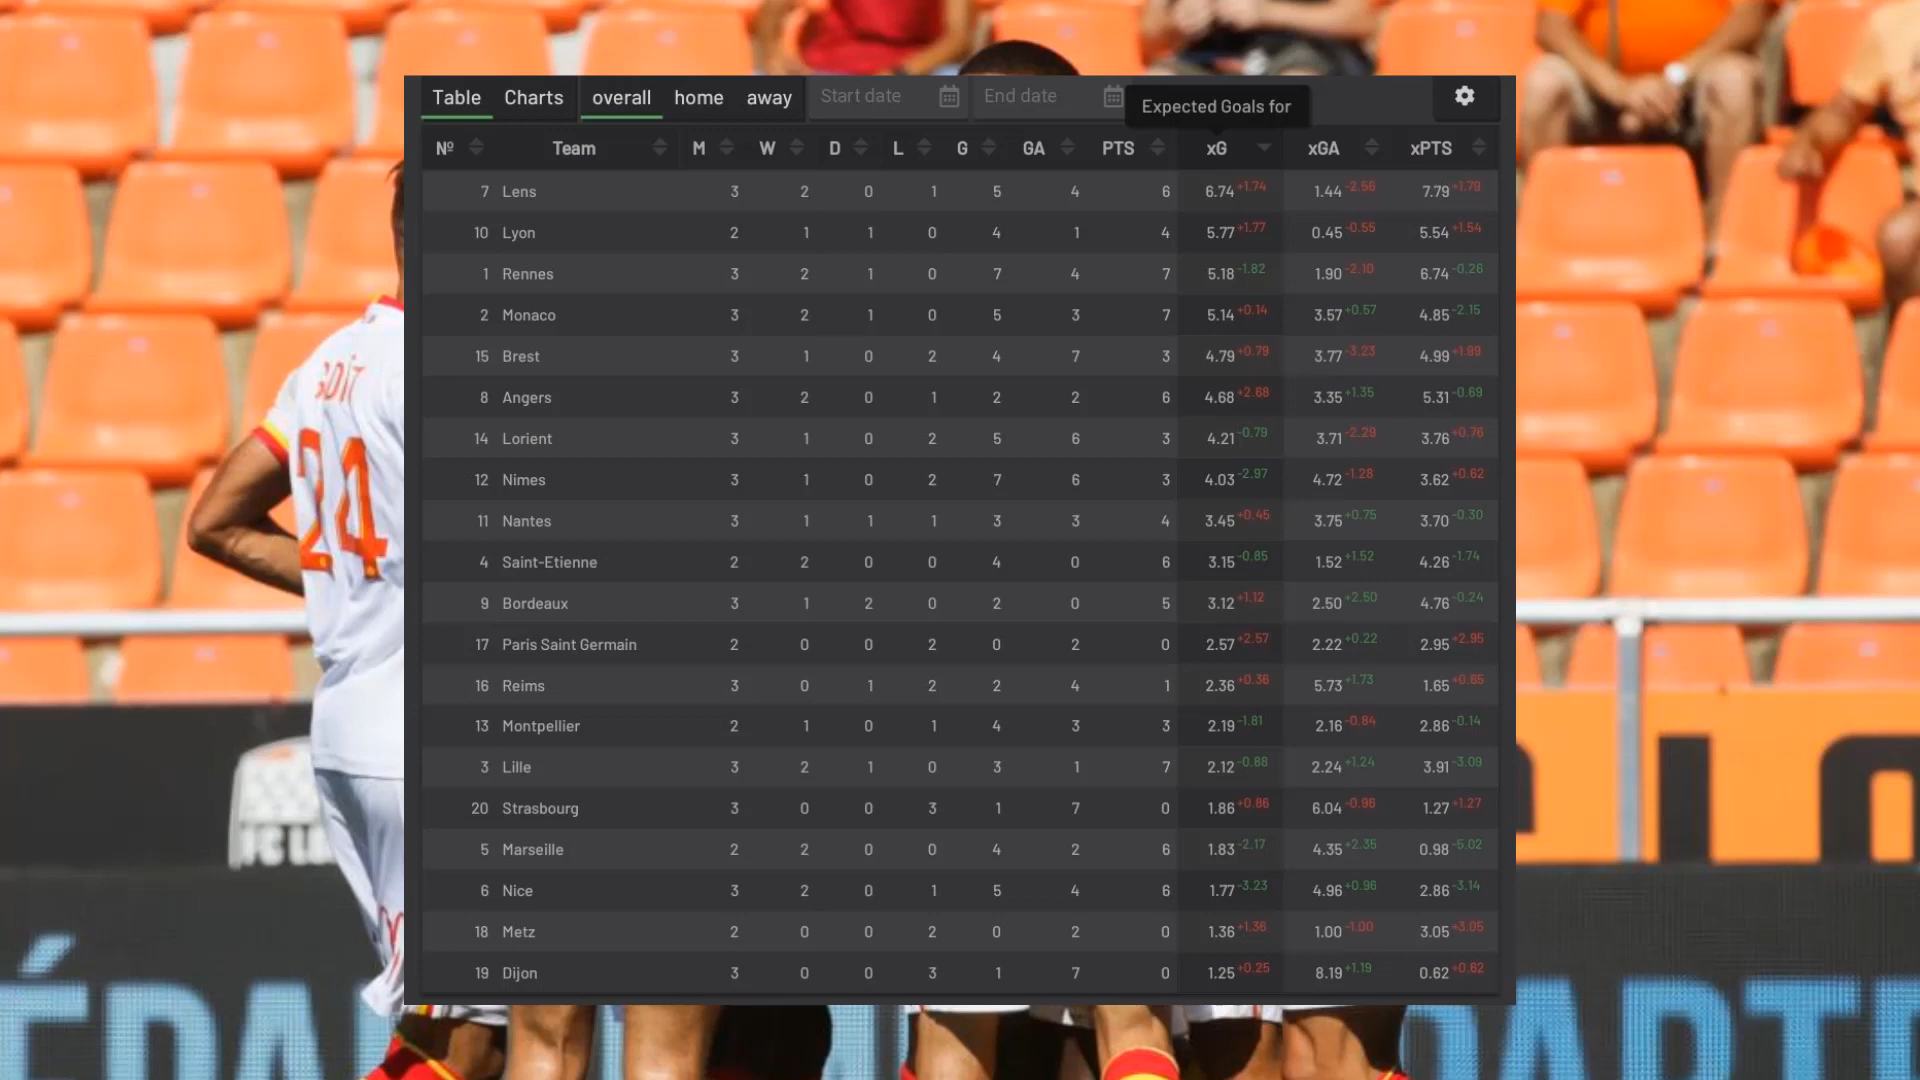 Table Charts overall home away Start date End date Expected Goals for
Nº Team M W D L G GA PTS xG xGA xPTS
7 Lens 3 2 0 1 5 4 6 6.74 +1.74 1.44 -2.56 7.79 +1.79
10 Lyon 2 1 1 0 4 1 4 5.77 +1.77 0.45 -0.55 5.54 +1.54
1 Rennes 3 2 1 0 7 4 7 5.18 -1.82 1.90 -2.10 6.74 -0.26
2 Monaco 3 2 1 0 5 3 7 5.14 +0.14 3.57 +0.57 4.85 -2.15
15 Brest 3 1 0 2 4 7 3 4.79 +0.79 3.77 -3.23 4.99 +1.99
8 Angers 3 2 0 1 2 2 6 4.68 +2.68 3.35 +1.35 5.31 -0.69
14 Lorient 3 1 0 2 5 6 3 4.21 -0.79 3.71 -2.29 3.76 +0.76
12 Nimes 3 1 0 2 7 6 3 4.03 -2.97 4.72 -1.28 3.62 +0.62
11 Nantes 3 1 1 1 3 3 4 3.45 +0.45 3.75 +0.75 3.70 -0.30
4 Saint-Etienne 2 2 0 0 4 0 6 3.15 -0.85 1.52 +1.52 4.26 -1.74
9 Bordeaux 3 1 2 0 2 0 5 3.12 +1.12 2.50 +2.50 4.76 -0.24
17 Paris Saint Germain 2 0 0 2 0 2 0 2.57 +2.57 2.22 +0.22 2.95 +2.95
16 Reims 3 0 1 2 2 4 1 2.36 +0.36 5.73 +1.73 1.65 +0.65
13 Montpellier 2 1 0 1 4 3 3 2.19 -1.81 2.16 -0.84 2.86 -0.14
3 Lille 3 2 1 0 3 1 7 2.12 -0.88 2.24 +1.24 3.91 -3.09
20 Strasbourg 3 0 0 3 1 7 0 1.86 +0.86 6.04 -0.96 1.27 +1.27
5 Marseille 2 2 0 0 4 2 6 1.83 -2.17 4.35 +2.35 0.98 -5.02
6 Nice 3 2 0 1 5 4 6 1.77 -3.23 4.96 +0.96 2.86 -3.14
18 Metz 2 0 0 2 0 2 0 1.36 +1.36 1.00 -1.00 3.05 +3.05
19 Dijon 3 0 0 3 1 7 0 1.25 +0.25 8.19 +1.19 0.62 +0.62
24